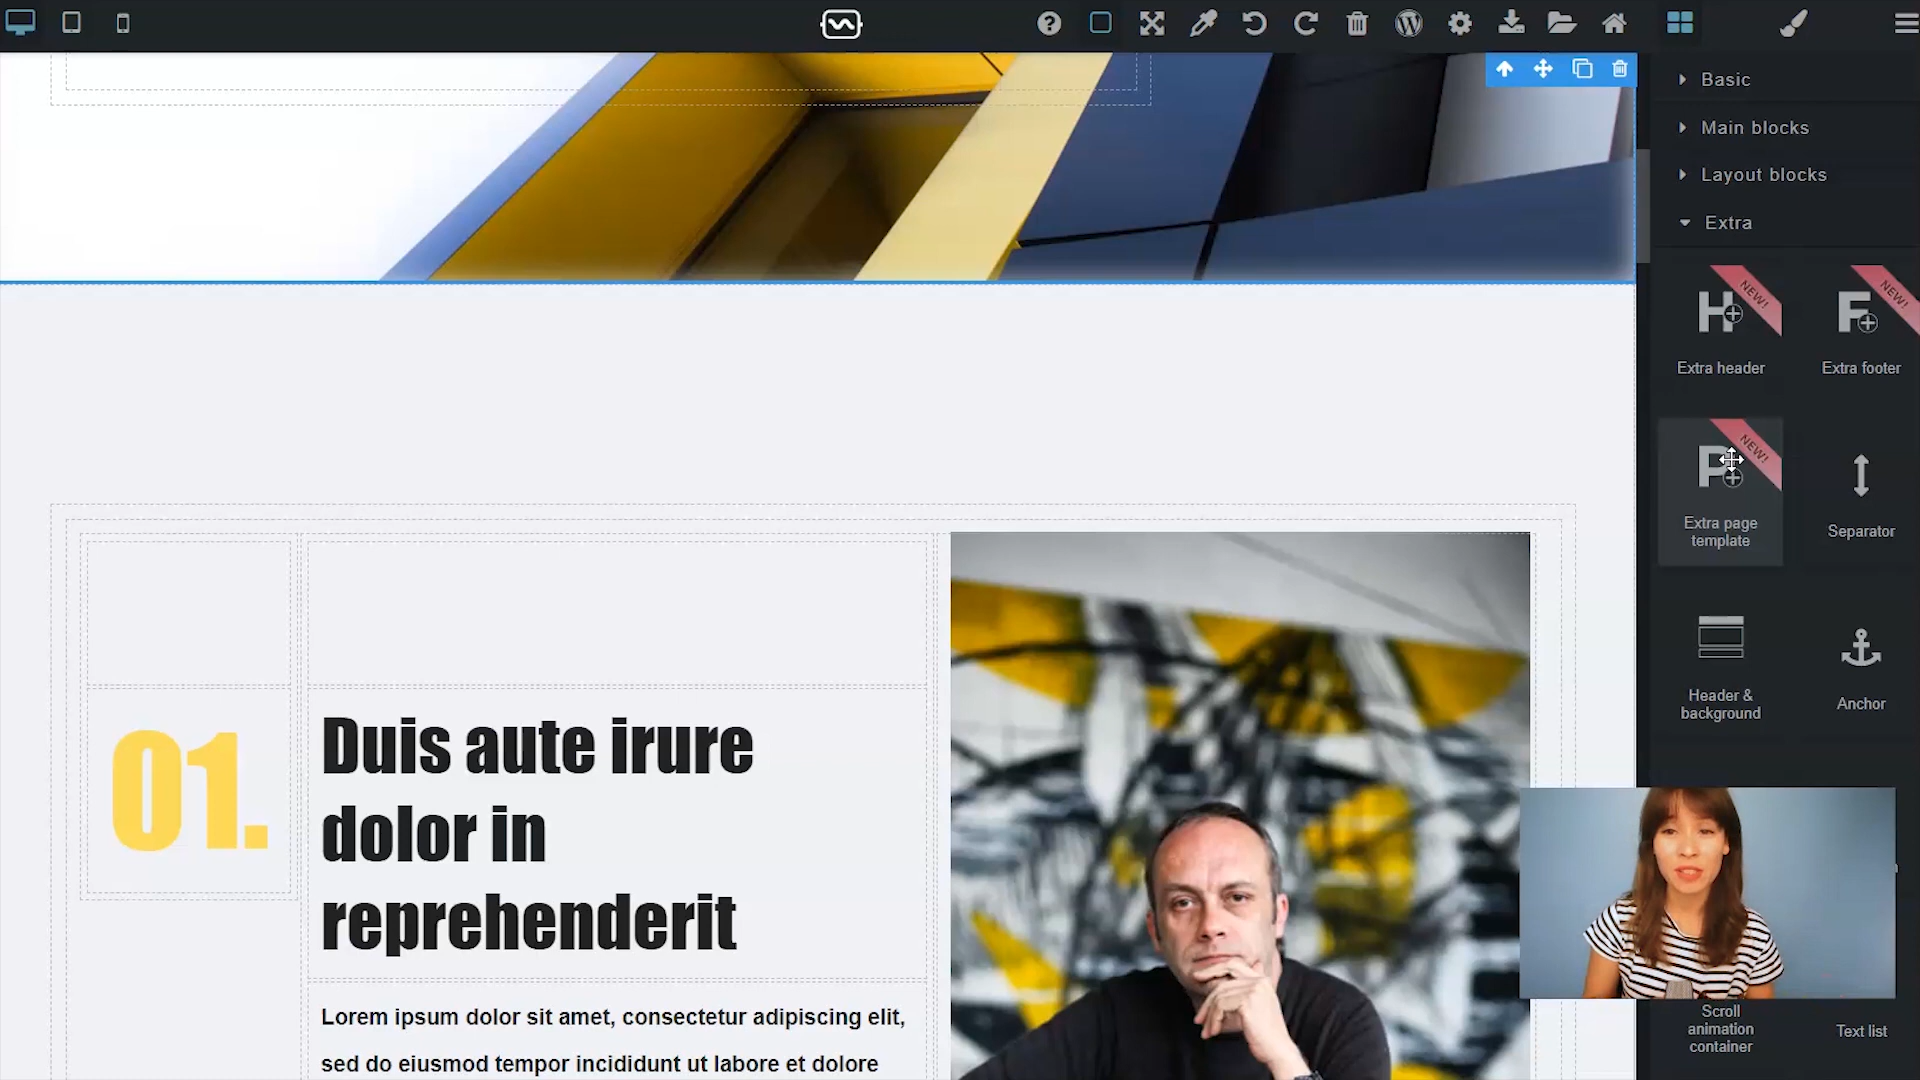 Basic
Main blocks
Layout blocks
Extra
NEW!
NEW!
Extra header
Extra footer
NEW!
P
Extra page
template
Separator
Header &
background
Anchor
Scroll
animation
container
Text list
01.
Duis aute irure
dolor in
reprehenderit
Lorem ipsum dolor sit amet, consectetur adipiscing elit,
sed do eiusmod tempor incididunt ut labore et dolore